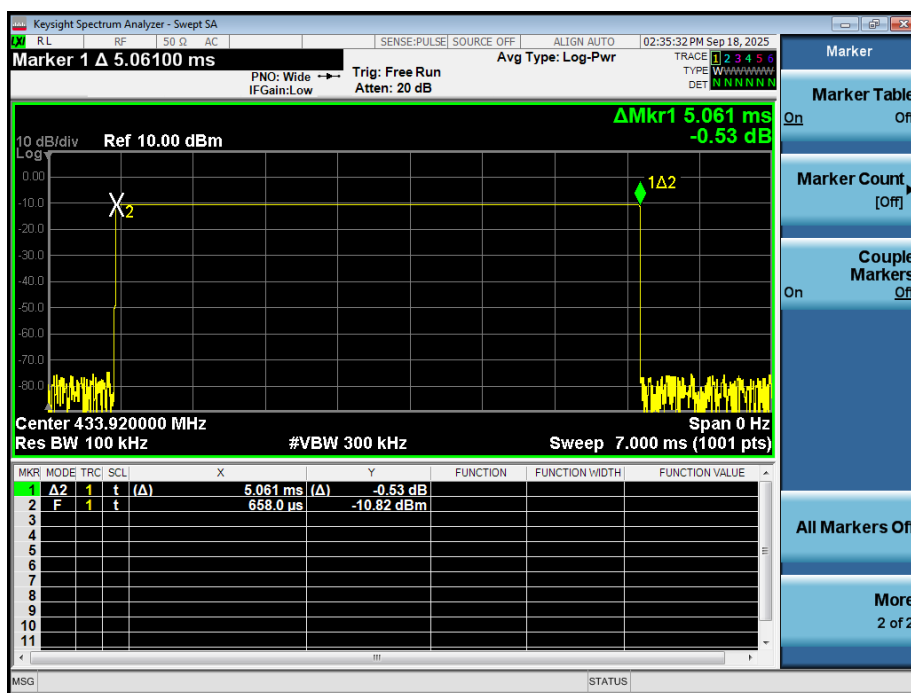 Keysight Spectrum Analyzer - Swept SA
LXI RL RF 50 Ω AC SENSE:PULSE SOURCE OFF ALIGN AUTO 02:35:32 PM Sep 18, 2025
Marker 1 Δ 5.06100 ms
PNO: Wide
IFGain:Low
Trig: Free Run
Atten: 20 dB
Avg Type: Log-Pwr
TRACE 1 2 3 4 5 6
TYPE WWWWWW
DET N N N N N N
ΔMkr1 5.061 ms
-0.53 dB
10 dB/div Ref 10.00 dBm
Log
0.00
-10.0
-20.0
-30.0
-40.0
-50.0
-60.0
-70.0
-80.0
2
1Δ2
Center 433.920000 MHz Span 0 Hz
Res BW 100 kHz #VBW 300 kHz Sweep 7.000 ms (1001 pts)
MKR MODE TRC SCL X Y FUNCTION FUNCTION WIDTH FUNCTION VALUE
1 Δ2 1 t (Δ) 5.061 ms (Δ) -0.53 dB
2 F 1 t 658.0 µs -10.82 dBm
3
4
5
6
7
8
9
10
11
MSG STATUS
Marker
Marker Table
On Off
Marker Count
[Off]
Couple
Markers
On Off
All Markers Off
More
2 of 2